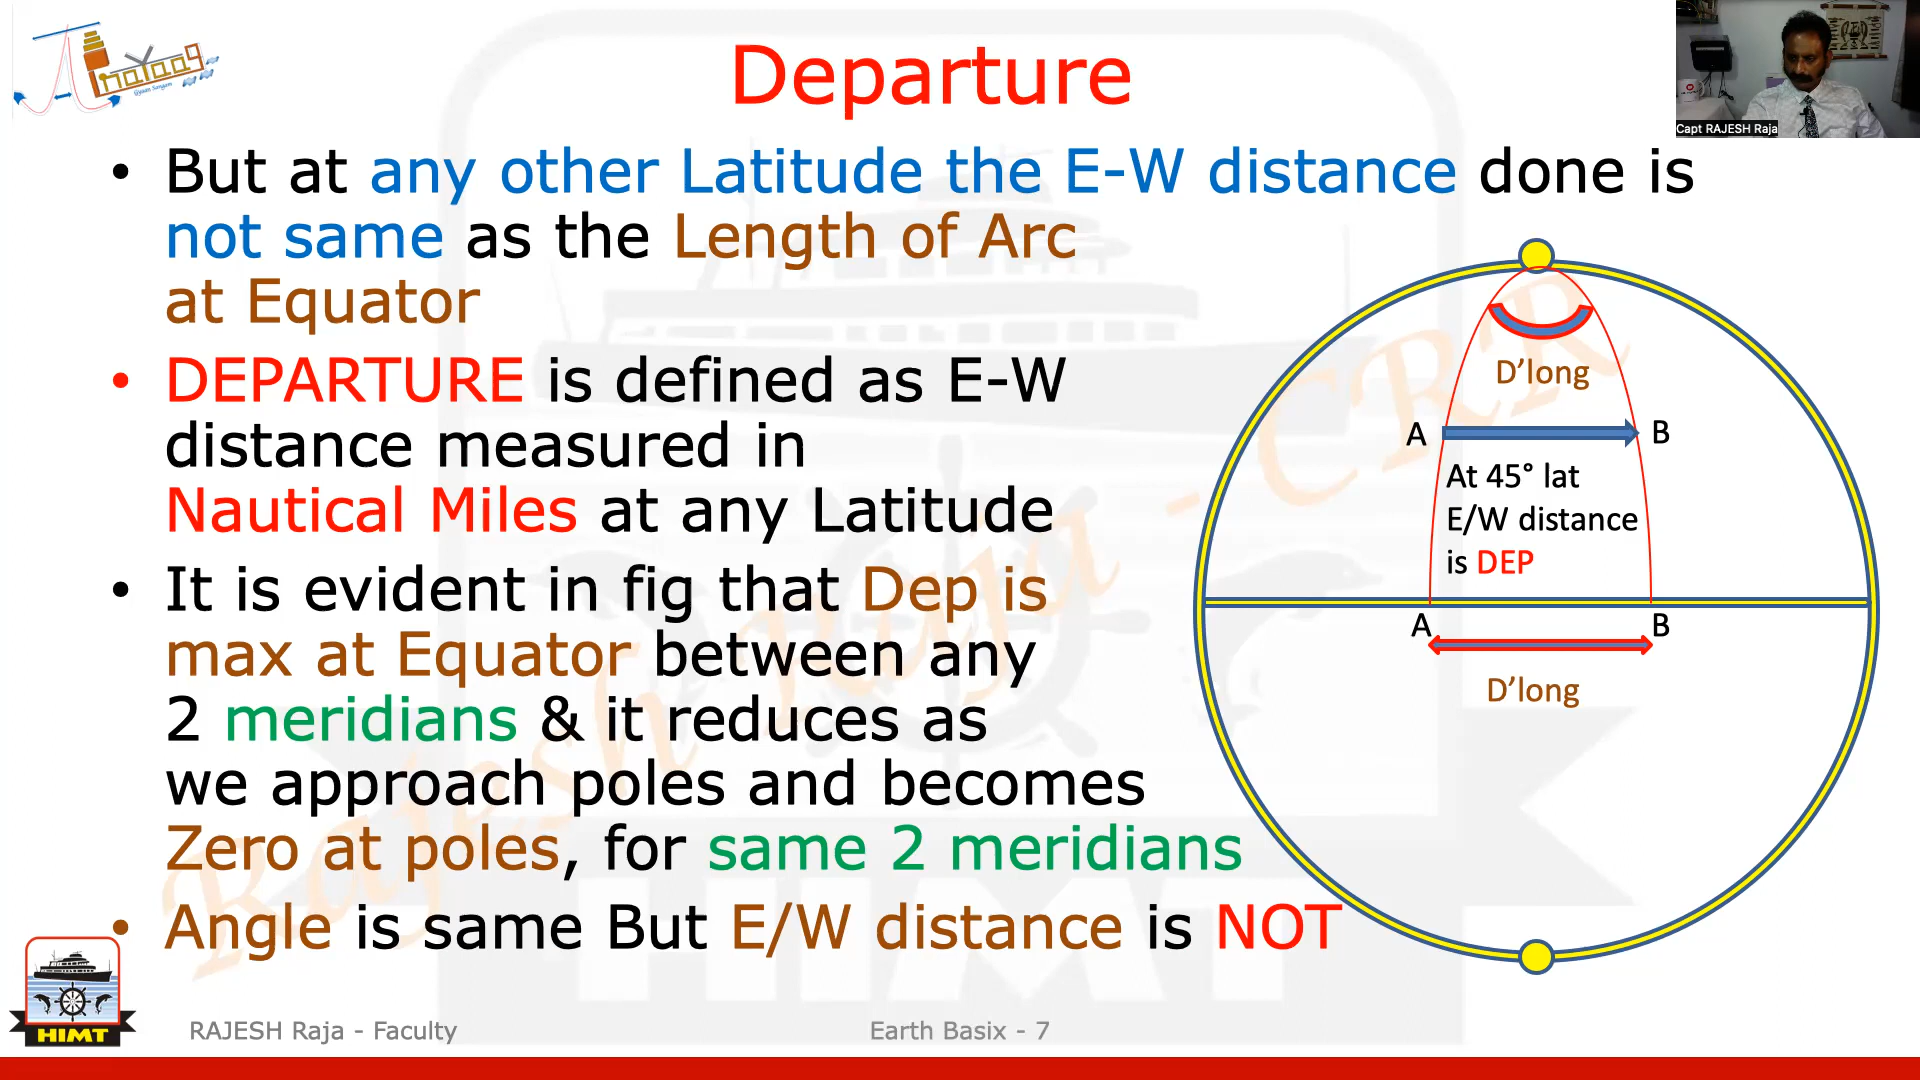 Departure
Capt RAJESH Raja
• But at any other Latitude the E-W distance done is
not same as the Length of Arc
at Equator
• DEPARTURE is defined as E-W
distance measured in
Nautical Miles at any Latitude
• It is evident in fig that Dep is
max at Equator between any
2 meridians & it reduces as
we approach poles and becomes
Zero at poles, for same 2 meridians
• Angle is same But E/W distance is NOT
D'long
A B
At 45° lat
E/W distance
is DEP
A B
D'long
Rajesh Raja - CRR
HIMT
HIMT
RAJESH Raja - Faculty
Earth Basix - 7